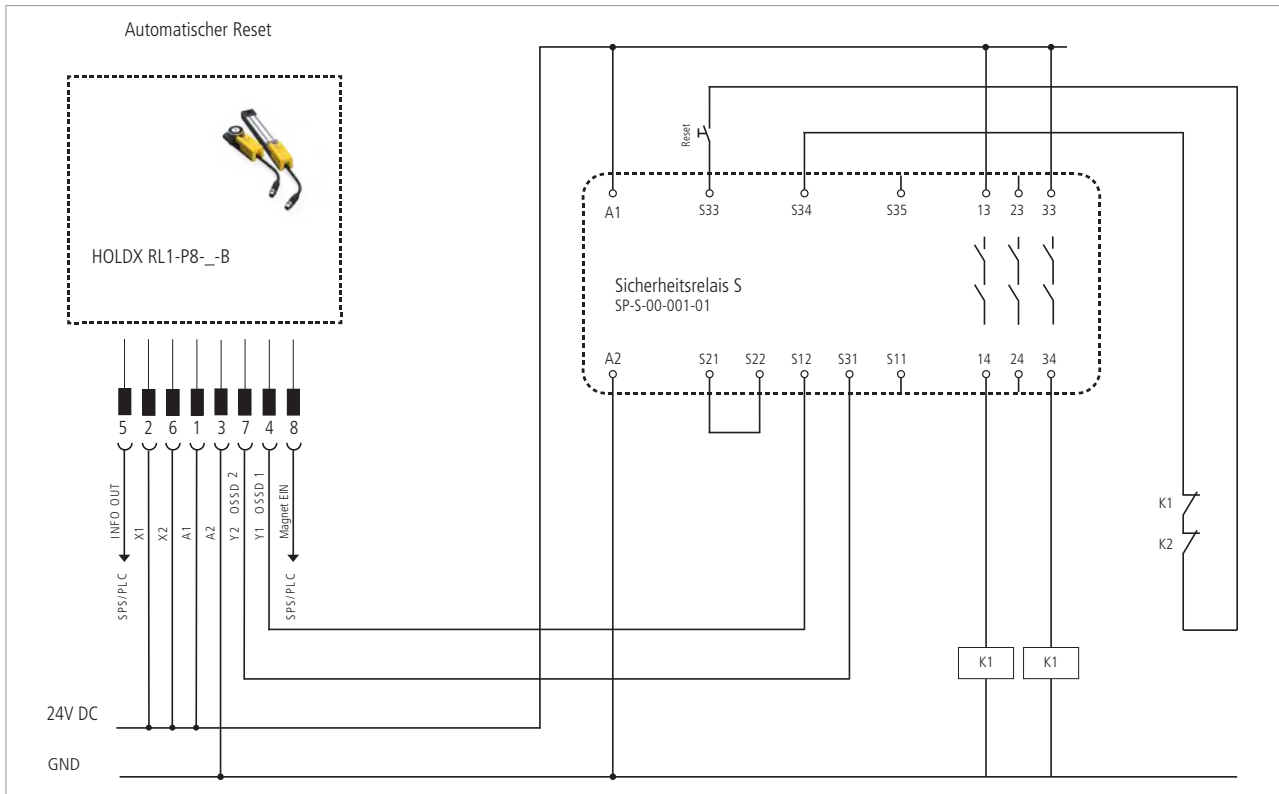 Automatischer Reset
HOLDX RL1-P8-_-B
Reset
A1
S33
S34
S35
13
23
33
Sicherheitsrelais S
SP-S-00-001-01
A2
S21
S22
S12
S31
S11
14
24
34
5
2
6
1
3
7
4
8
INFO OUT
X1
X2
A1
A2
Y2 OSSD 2
Y1 OSSD 1
Magnet EIN
SPS/PLC
SPS/PLC
K1
K2
K1
K1
24V DC
GND